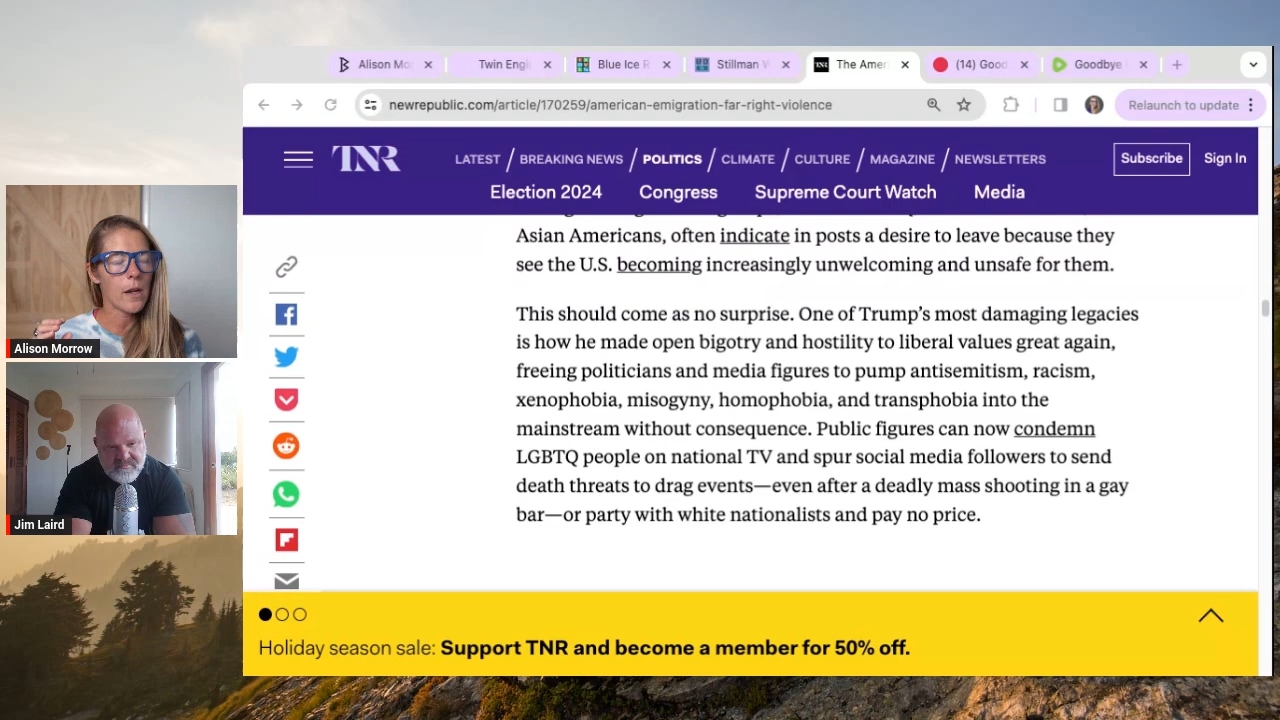 Alison Mo
Twin Engi
Blue Ice R
Stillman V
The Amer
(14) Good
Goodbye
newrepublic.com/article/170259/american-emigration-far-right-violence
Relaunch to update
TNR
LATEST / BREAKING NEWS / POLITICS / CLIMATE / CULTURE / MAGAZINE / NEWSLETTERS
Subscribe
Sign In
Election 2024 Congress Supreme Court Watch Media
Asian Americans, often indicate in posts a desire to leave because they
see the U.S. becoming increasingly unwelcoming and unsafe for them.
This should come as no surprise. One of Trump’s most damaging legacies
is how he made open bigotry and hostility to liberal values great again,
freeing politicians and media figures to pump antisemitism, racism,
xenophobia, misogyny, homophobia, and transphobia into the
mainstream without consequence. Public figures can now condemn
LGBTQ people on national TV and spur social media followers to send
death threats to drag events—even after a deadly mass shooting in a gay
bar—or party with white nationalists and pay no price.
Alison Morrow
Jim Laird
Holiday season sale: Support TNR and become a member for 50% off.